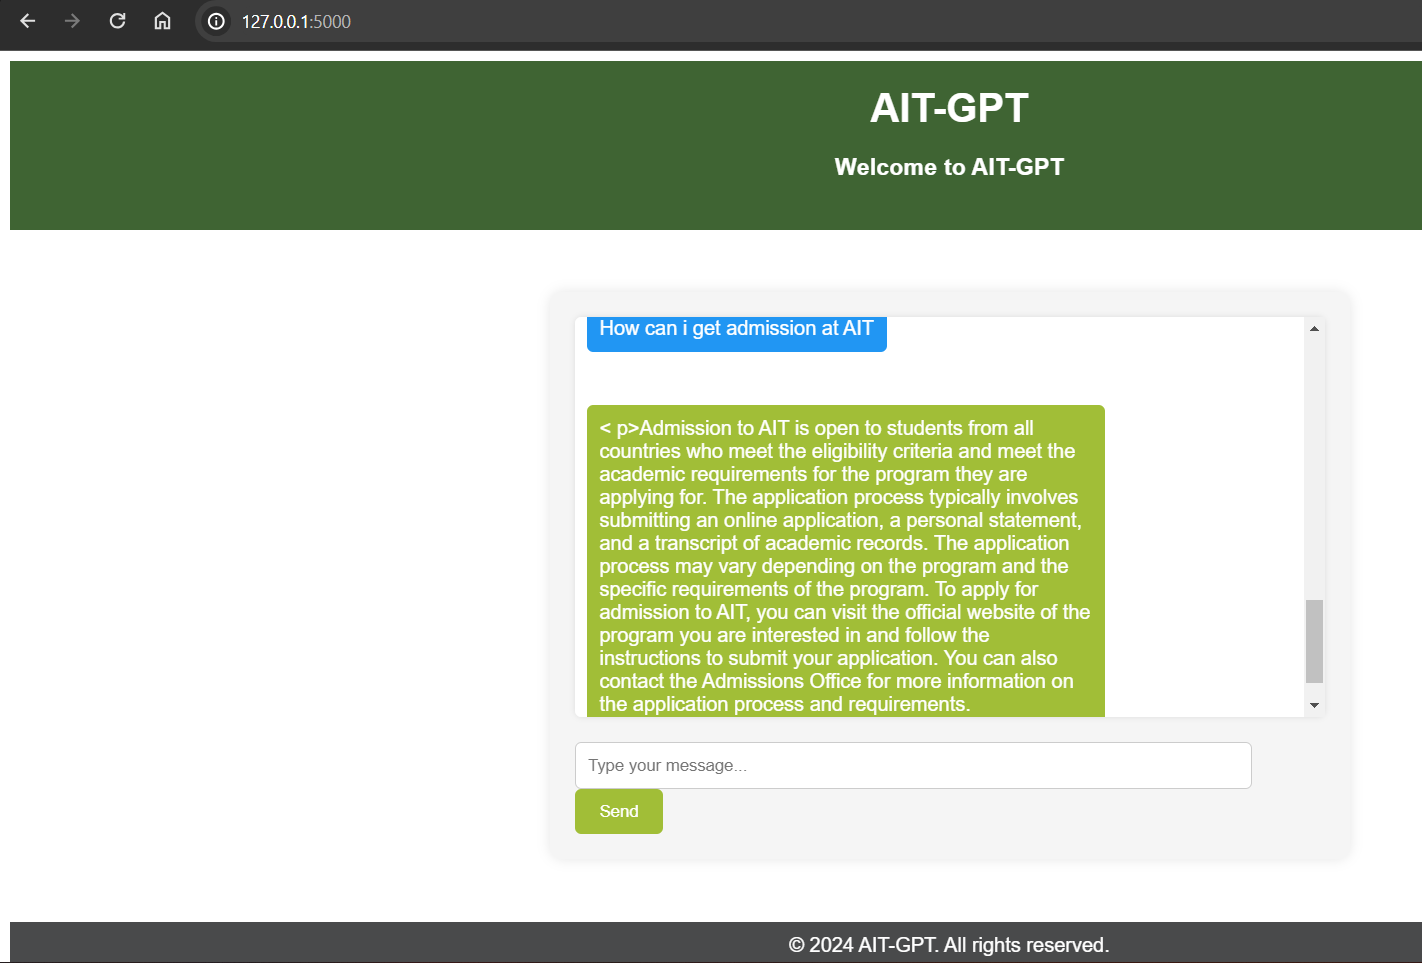 127.0.0.1:5000
AIT-GPT
Welcome to AIT-GPT
How can i get admission at AIT
< p>Admission to AIT is open to students from all
countries who meet the eligibility criteria and meet the
academic requirements for the program they are
applying for. The application process typically involves
submitting an online application, a personal statement,
and a transcript of academic records. The application
process may vary depending on the program and the
specific requirements of the program. To apply for
admission to AIT, you can visit the official website of the
program you are interested in and follow the
instructions to submit your application. You can also
contact the Admissions Office for more information on
the application process and requirements.
Type your message...
Send
© 2024 AIT-GPT. All rights reserved.